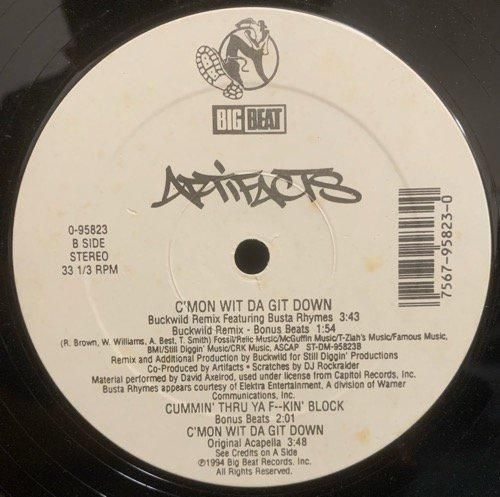 BIG BEAT
ARTIFACTS
0-95823
B SIDE
STEREO
33 1/3 RPM
7567-95823-0
C'MON WIT DA GIT DOWN
Buckwild Remix Featuring Busta Rhymes 3:43
Buckwild Remix - Bonus Beats 1:54
(R. Brown, W. Williams, A. Best, T. Smith) Fossil/Relic Music/McGuffin Music/T-Ziah's Music/Famous Music,
BMI/Still Diggin' Music/CRK Music, ASCAP ST-DM-95823B
Remix and Additional Production by Buckwild for Still Diggin' Productions
Co-Produced by Artifacts • Scratches by DJ Rockraider
Material performed by David Axelrod, used under license from Capitol Records, Inc.
Busta Rhymes appears courtesy of Elektra Entertainment, A division of Warner
Communications, Inc.
CUMMIN' THRU YA F--KIN' BLOCK
Bonus Beats 2:01
C'MON WIT DA GIT DOWN
Original Acapella 3:48
See Credits on A Side
℗1994 Big Beat Records, Inc.
All Rights Reserved.